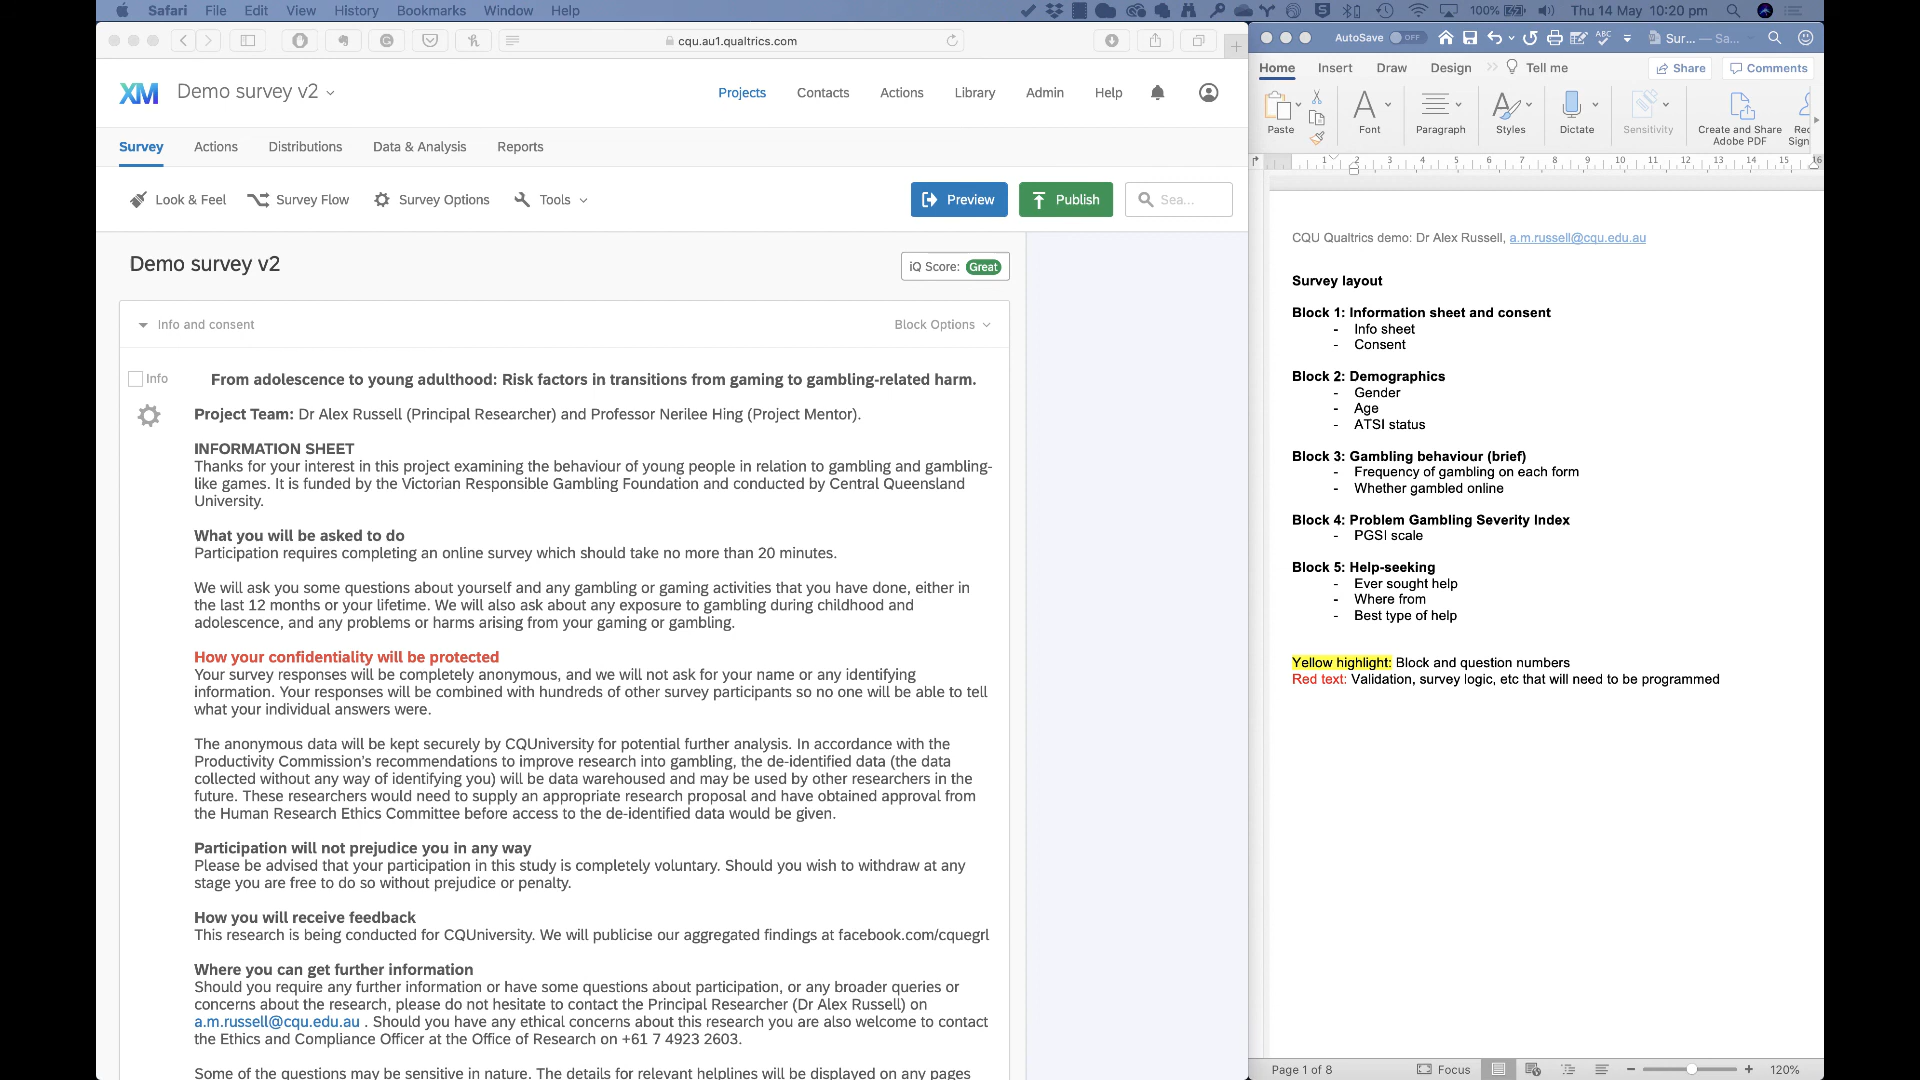 Safari File Edit View History Bookmarks Window Help
100% Thu 14 May 10:20 pm
cqu.au1.qualtrics.com
XM Demo survey v2
Projects Contacts Actions Library Admin Help
Survey Actions Distributions Data & Analysis Reports
Look & Feel Survey Flow Survey Options Tools
Preview Publish Sea...
Demo survey v2
iQ Score: Great
Info and consent
Block Options
Info
From adolescence to young adulthood: Risk factors in transitions from gaming to gambling-related harm.
Project Team: Dr Alex Russell (Principal Researcher) and Professor Nerilee Hing (Project Mentor).
INFORMATION SHEET
Thanks for your interest in this project examining the behaviour of young people in relation to gambling and gambling-
like games. It is funded by the Victorian Responsible Gambling Foundation and conducted by Central Queensland
University.
What you will be asked to do
Participation requires completing an online survey which should take no more than 20 minutes.
We will ask you some questions about yourself and any gambling or gaming activities that you have done, either in
the last 12 months or your lifetime. We will also ask about any exposure to gambling during childhood and
adolescence, and any problems or harms arising from your gaming or gambling.
How your confidentiality will be protected
Your survey responses will be completely anonymous, and we will not ask for your name or any identifying
information. Your responses will be combined with hundreds of other survey participants so no one will be able to tell
what your individual answers were.
The anonymous data will be kept securely by CQUniversity for potential further analysis. In accordance with the
Productivity Commission's recommendations to improve research into gambling, the de-identified data (the data
collected without any way of identifying you) will be data warehoused and may be used by other researchers in the
future. These researchers would need to supply an appropriate research proposal and have obtained approval from
the Human Research Ethics Committee before access to the de-identified data would be given.
Participation will not prejudice you in any way
Please be advised that your participation in this study is completely voluntary. Should you wish to withdraw at any
stage you are free to do so without prejudice or penalty.
How you will receive feedback
This research is being conducted for CQUniversity. We will publicise our aggregated findings at facebook.com/cquegrl
Where you can get further information
Should you require any further information or have some questions about participation, or any broader queries or
concerns about the research, please do not hesitate to contact the Principal Researcher (Dr Alex Russell) on
a.m.russell@cqu.edu.au . Should you have any ethical concerns about this research you are also welcome to contact
the Ethics and Compliance Officer at the Office of Research on +61 7 4923 2603.
Some of the questions may be sensitive in nature. The details for relevant helplines will be displayed on any pages
AutoSave OFF ABC Sur... — Sa...
Home Insert Draw Design Tell me Share Comments
Paste Font Paragraph Styles Dictate Sensitivity Create and Share
Adobe PDF
Rec
Sign
1 2 3 4 5 6 7 8 9 10 11 12 13 14 15 16
CQU Qualtrics demo: Dr Alex Russell, a.m.russell@cqu.edu.au
Survey layout
Block 1: Information sheet and consent
- Info sheet
- Consent
Block 2: Demographics
- Gender
- Age
- ATSI status
Block 3: Gambling behaviour (brief)
- Frequency of gambling on each form
- Whether gambled online
Block 4: Problem Gambling Severity Index
- PGSI scale
Block 5: Help-seeking
- Ever sought help
- Where from
- Best type of help
Yellow highlight: Block and question numbers
Red text: Validation, survey logic, etc that will need to be programmed
Page 1 of 8 Focus 120%